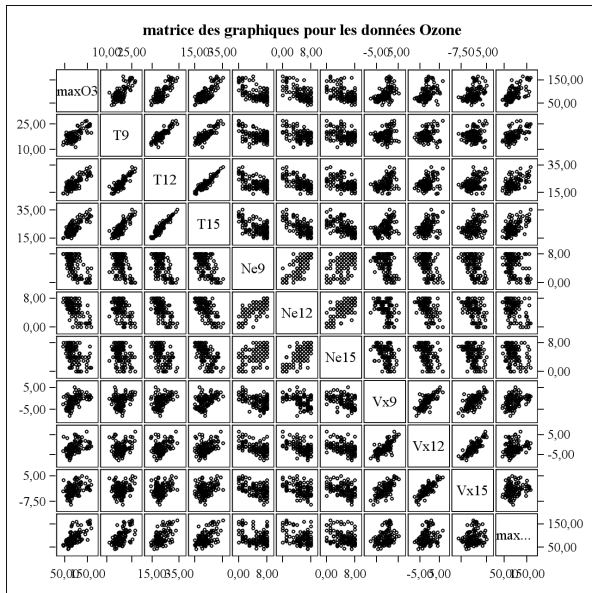 matrice des graphiques pour les données Ozone
10,00 25,00 15,00 35,00 0,00 8,00 -5,00 5,00 -7,50 5,00
maxO3 150,00
50,00
25,00
10,00 T9
T12 35,00
15,00
35,00
15,00 T15
Ne9 8,00
0,00
8,00
0,00 Ne12
Ne15 8,00
0,00
5,00
-5,00 Vx9
Vx12 5,00
-5,00
5,00
-7,50 Vx15
max... 150,00
50,00
50,00 150,00 15,00 35,00 0,00 8,00 0,00 8,00 -5,00 5,00 50,00 150,00